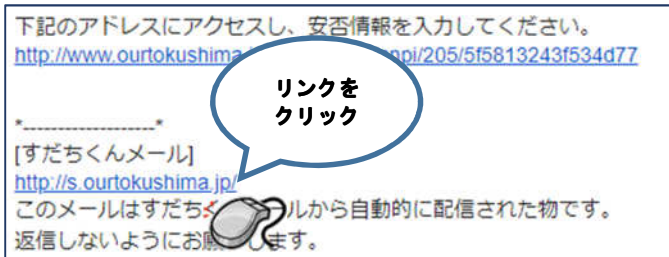 下記のアドレスにアクセスし、安否情報を入力してください。
http://www.ourtokushima pi/205/5f5813243f534d77
リンクを
クリック
*--------------------*
[すだちくんメール]
http://s.ourtokushima.jp/
このメールはすだち ールから自動的に配信された物です。
返信しないようにお願 します。